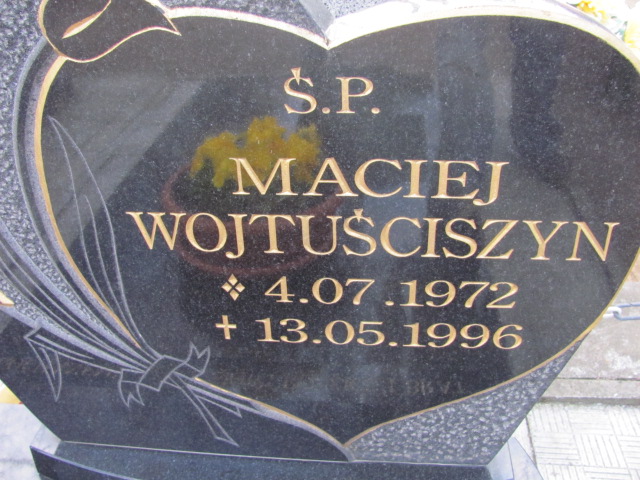 Ś.P.
MACIEJ
WOJTUŚCISZYN
❖ 4.07.1972
✝ 13.05.1996